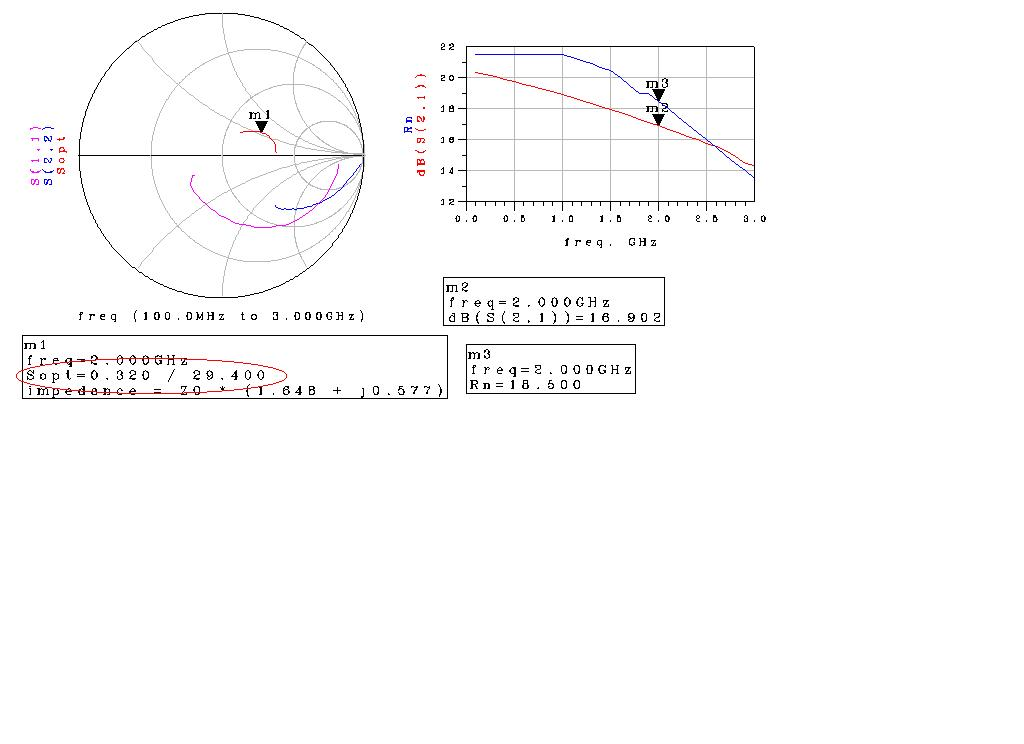 m1
S(1,1)
S(2,2)
Sopt
freq (100.0MHz to 3.000GHz)
m1
freq=2.000GHz
Sopt=0.320 / 29.400
impedance = Z0 * (1.648 + j0.577)
Rn
dB(S(2,1))
22
20
18
16
14
12
m3
m2
0.0 0.5 1.0 1.5 2.0 2.5 3.0
freq, GHz
m2
freq=2.000GHz
dB(S(2,1))=16.902
m3
freq=2.000GHz
Rn=18.500